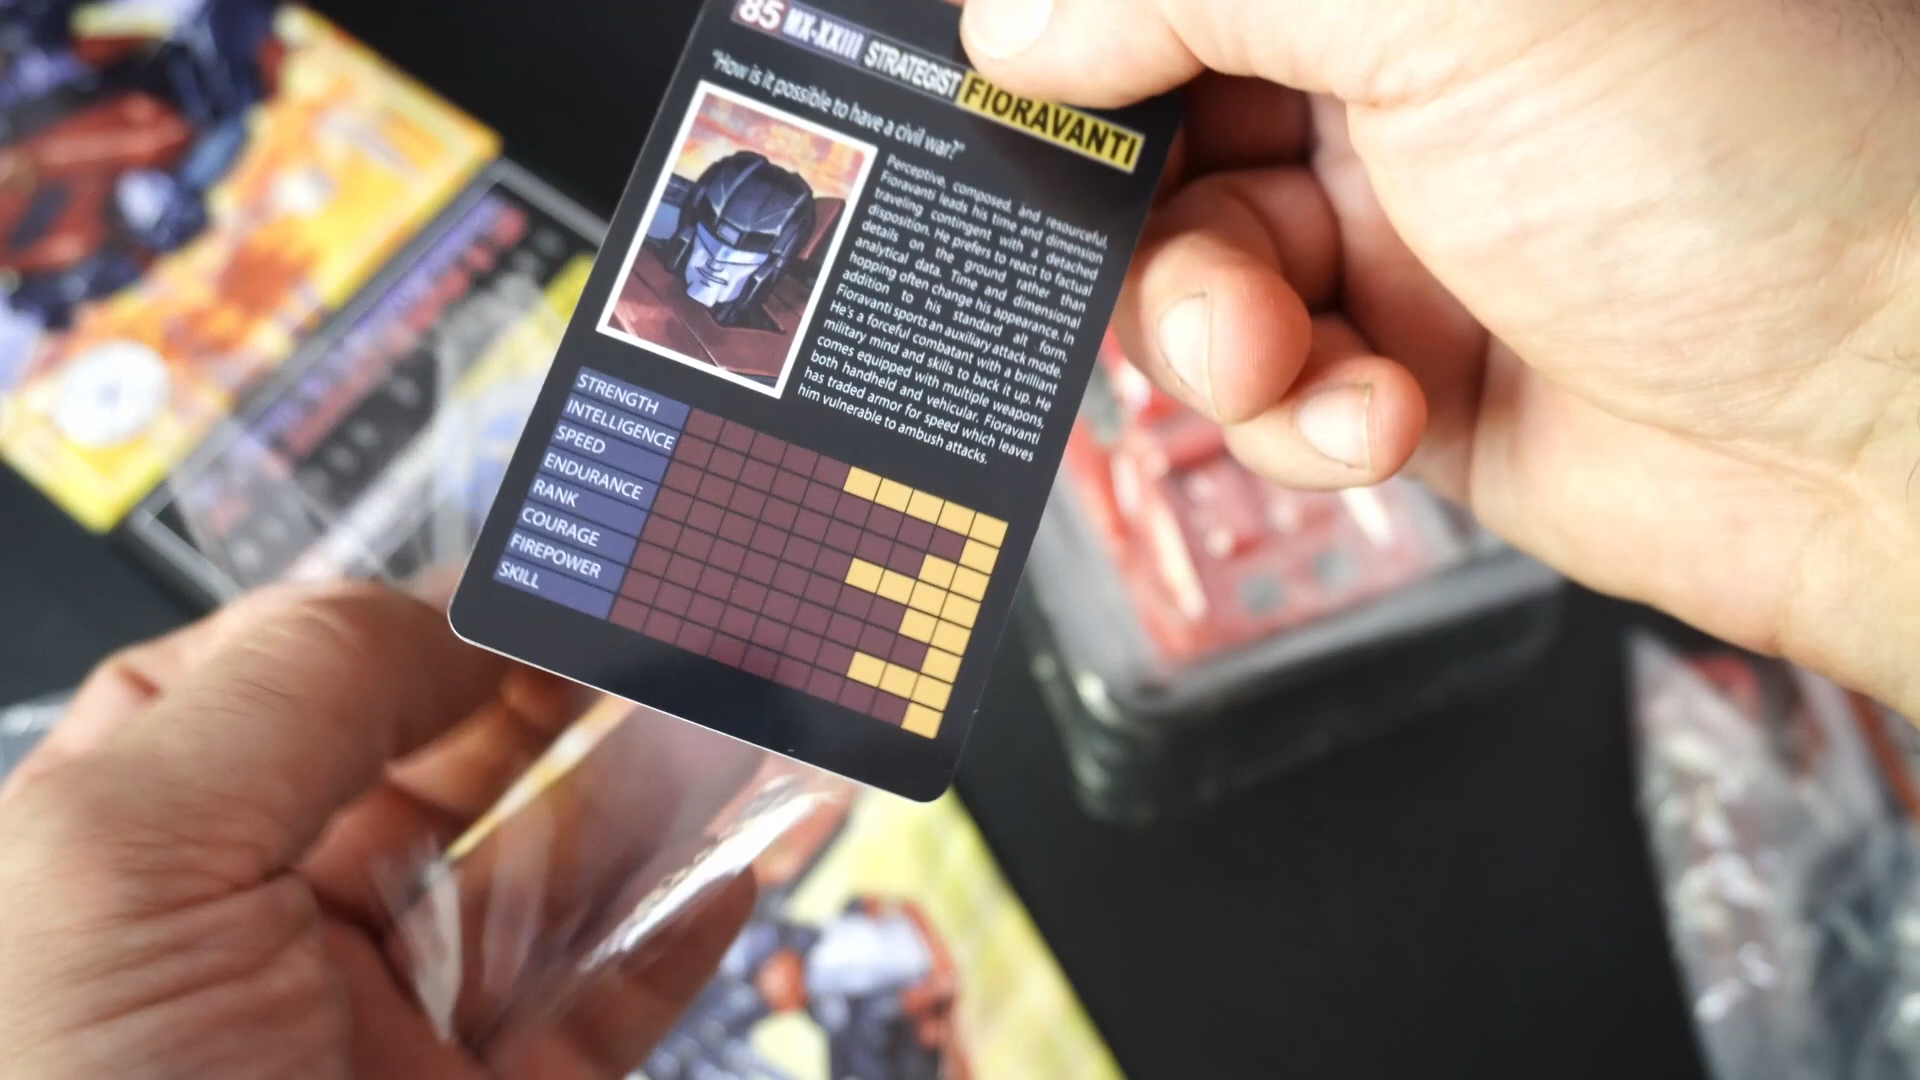 85 MX-XXIII STRATEGIST FIORAVANTI
"How is it possible to have a civil war?"
Perceptive, composed, and resourceful,
Fioravanti leads his time and dimension
traveling contingent with a detached
disposition. He prefers to react to factual
details on the ground rather than
analytical data. Time and dimensional
hopping often change his appearance. In
addition to his standard alt form,
Fioravanti sports an auxiliary attack mode.
He's a forceful combatant with a brilliant
military mind and skills to back it up. He
comes equipped with multiple weapons,
both handheld and vehicular. Fioravanti
has traded armor for speed which leaves
him vulnerable to ambush attacks.
STRENGTH
INTELLIGENCE
SPEED
ENDURANCE
RANK
COURAGE
FIREPOWER
SKILL